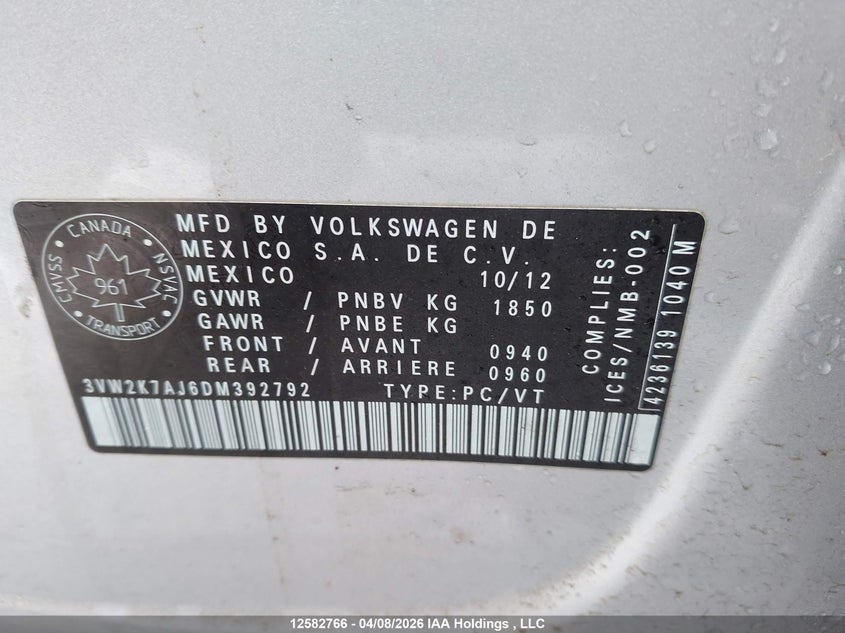 CANADA
CMVSS
961
NSVAC
TRANSPORT
MFD BY VOLKSWAGEN DE
MEXICO S.A. DE C.V.
MEXICO 10/12
GVWR / PNBV KG 1850
GAWR / PNBE KG
FRONT / AVANT 0940
REAR / ARRIERE 0960
3VW2K7AJ6DM392792 TYPE:PC/VT
COMPLIES:
ICES/NMB-002
4236139 1040 M
12582766 - 04/08/2026 IAA Holdings , LLC